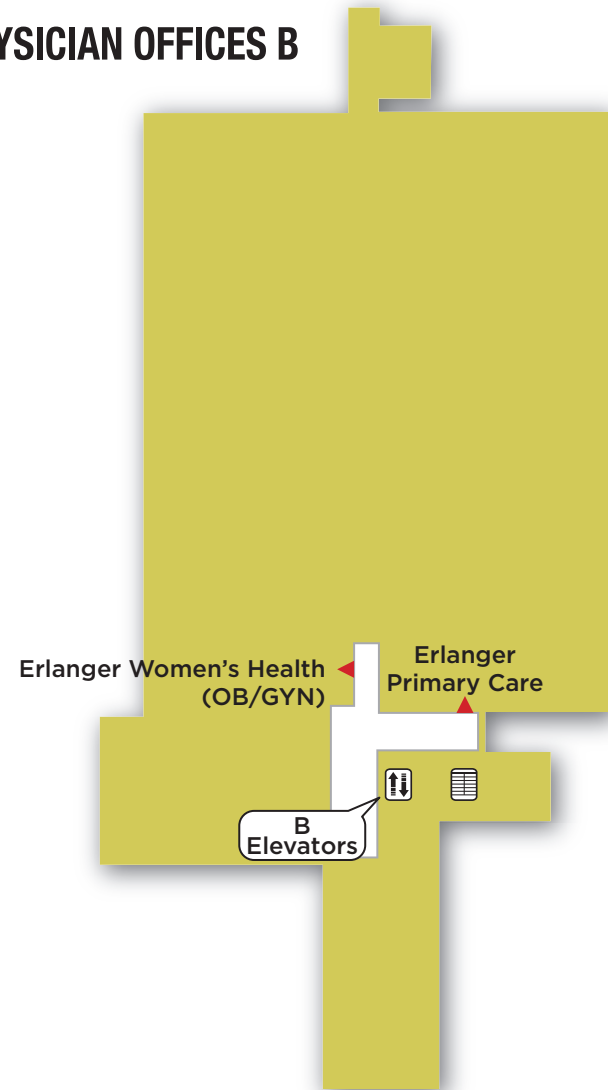 YSICIAN OFFICES B
Erlanger Women's Health
(OB/GYN)
Erlanger
Primary Care
B
Elevators